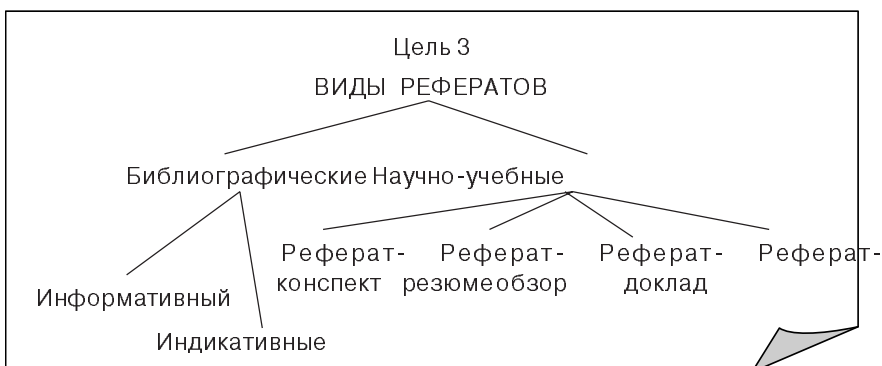 Цель 3
ВИДЫ РЕФЕРАТОВ
Библиографические Научно-учебные
Реферат- Реферат- Реферат- Реферат-
конспект резюмеобзор доклад
Информативный
Индикативные